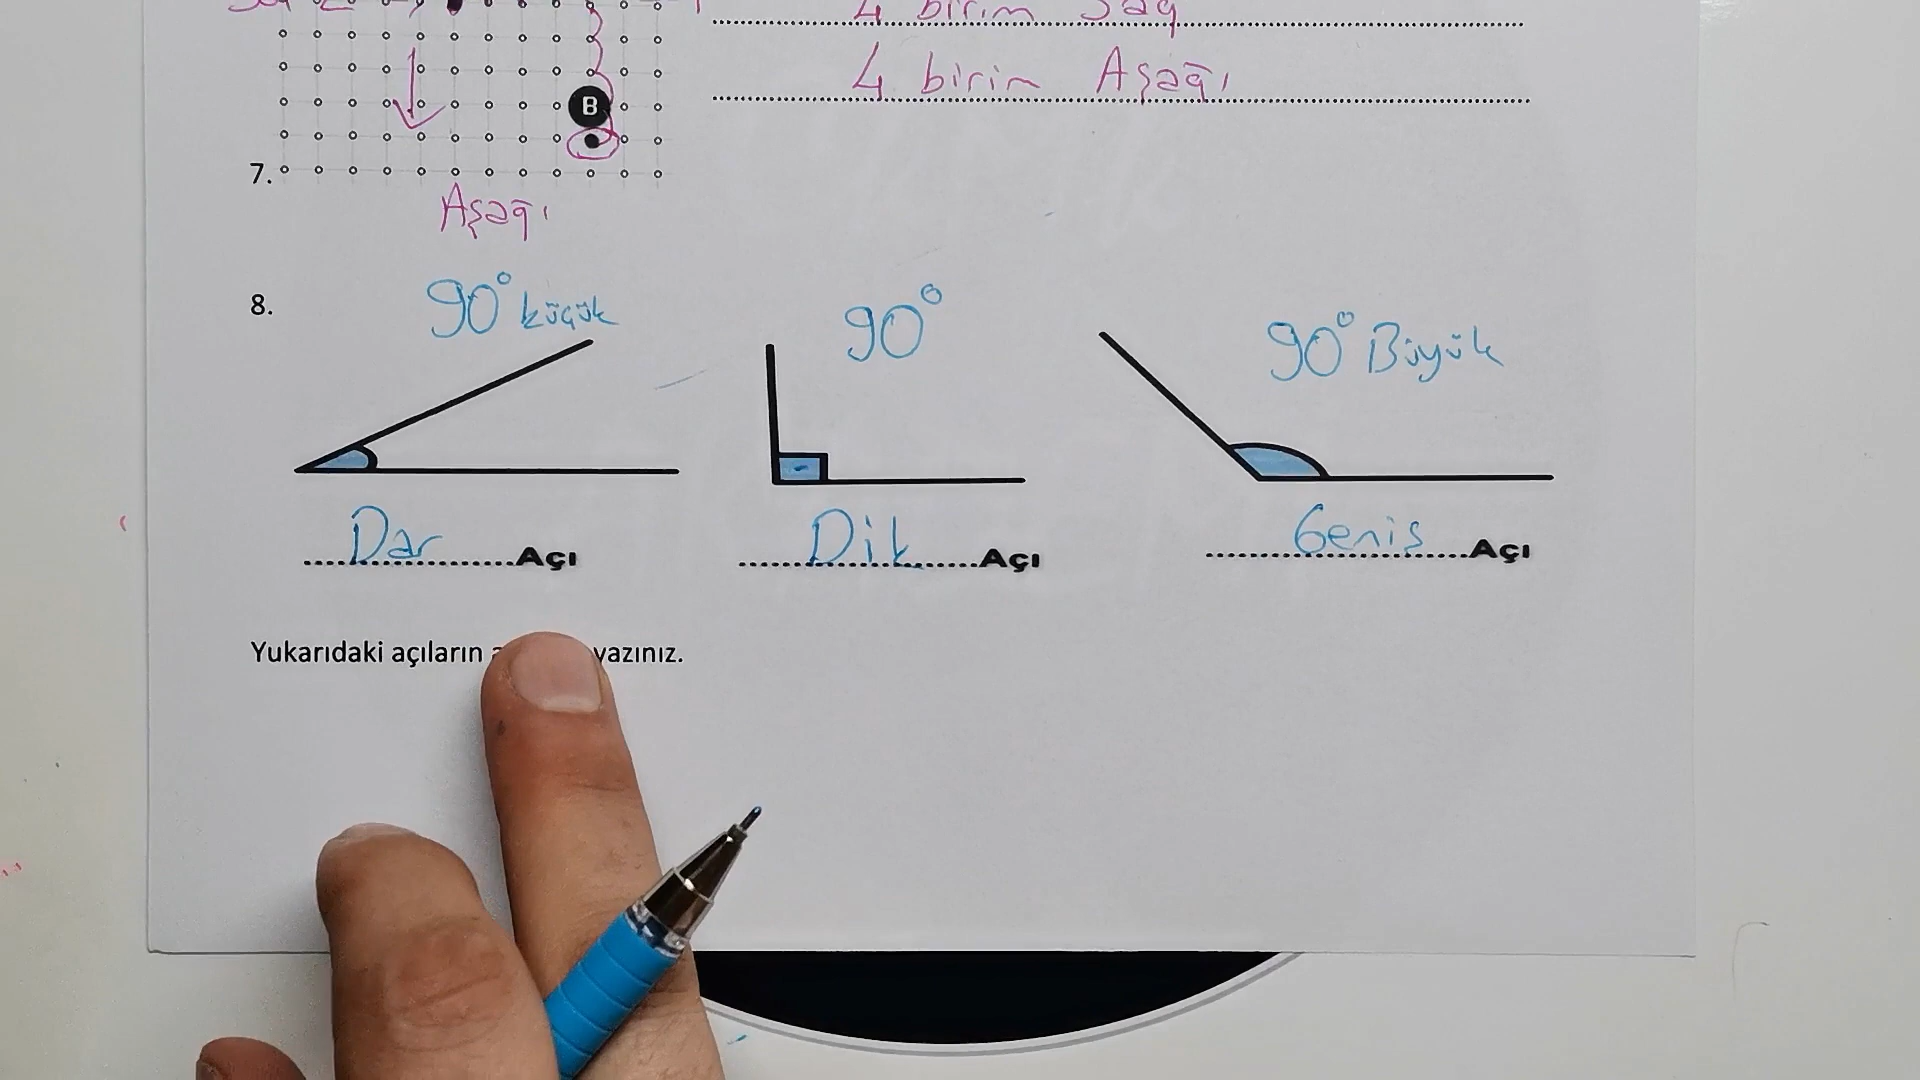 4 birim Sağ
4 birim Aşağı
B
7.
Aşağı
8.
90° küçük
90°
90° Büyük
Dar Açı
Dik Açı
Geniş Açı
Yukarıdaki açıların yazınız.